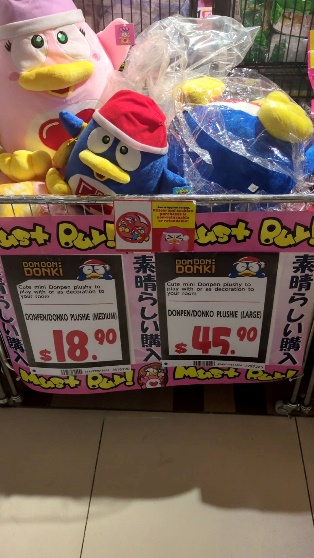 Must Buy!
Must Buy!
DON DON!
DONKI
Cute mini Donpen plushy to
play with or as decoration to
your room
DONPEN/DONKO PLUSHIE (MEDIUM)
$18.90
素晴らしい購入
DON DON!
DONKI
Cute mini Donpen plushy to
play with or as decoration to
your room
DONPEN/DONKO PLUSHIE (LARGE)
$45.90
素晴らしい購入
Must Buy!
Must Buy!